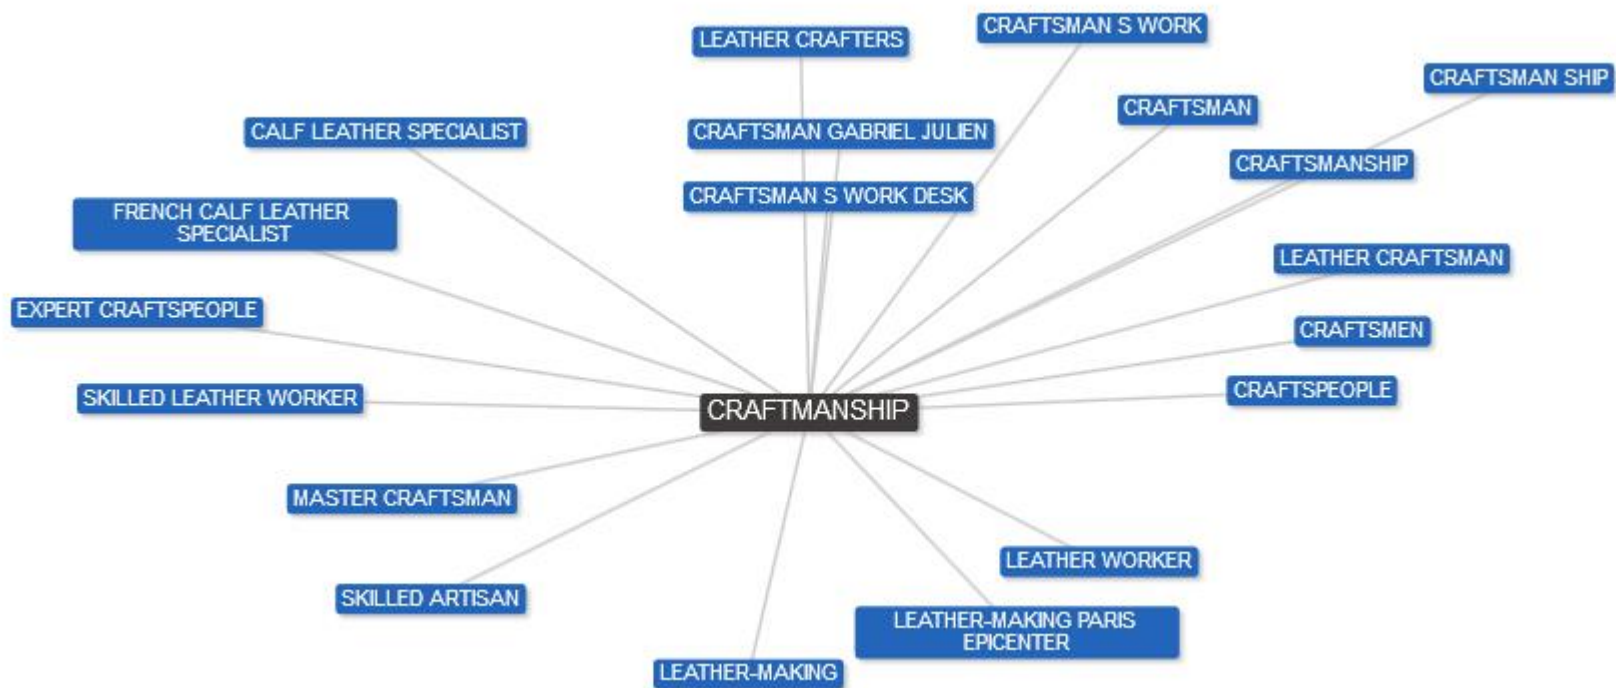 CRAFTSMAN S WORK
LEATHER CRAFTERS
CRAFTSMAN SHIP
CRAFTSMAN
CALF LEATHER SPECIALIST
CRAFTSMAN GABRIEL JULIEN
CRAFTSMANSHIP
CRAFTSMAN S WORK DESK
FRENCH CALF LEATHER
SPECIALIST
LEATHER CRAFTSMAN
EXPERT CRAFTSPEOPLE
CRAFTSMEN
CRAFTSPEOPLE
SKILLED LEATHER WORKER
CRAFTMANSHIP
MASTER CRAFTSMAN
LEATHER WORKER
SKILLED ARTISAN
LEATHER-MAKING PARIS
EPICENTER
LEATHER-MAKING